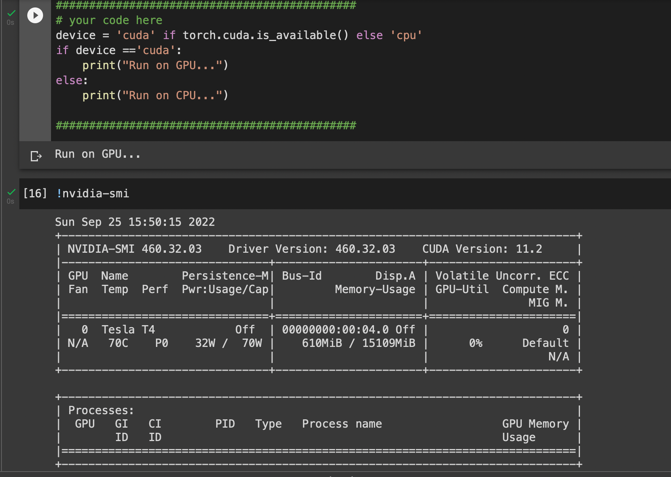 ############################################
# your code here
device = 'cuda' if torch.cuda.is_available() else 'cpu'
if device =='cuda':
    print("Run on GPU...")
else:
    print("Run on CPU...")
############################################
0s
Run on GPU...
[16] !nvidia-smi
0s
Sun Sep 25 15:50:15 2022
+-----------------------------------------------------------------------------+
| NVIDIA-SMI 460.32.03    Driver Version: 460.32.03    CUDA Version: 11.2     |
|-------------------------------+----------------------+----------------------+
| GPU  Name        Persistence-M| Bus-Id        Disp.A | Volatile Uncorr. ECC |
| Fan  Temp  Perf  Pwr:Usage/Cap|         Memory-Usage | GPU-Util  Compute M. |
|                               |                      |               MIG M. |
|===============================+======================+======================|
|   0  Tesla T4            Off  | 00000000:00:04.0 Off |                    0 |
| N/A   70C    P0    32W /  70W |    610MiB / 15109MiB |      0%      Default |
|                               |                      |                  N/A |
+-------------------------------+----------------------+----------------------+
+-----------------------------------------------------------------------------+
| Processes:                                                                  |
|  GPU   GI   CI        PID   Type   Process name                  GPU Memory |
|        ID   ID                                                   Usage      |
|=============================================================================|
+-----------------------------------------------------------------------------+